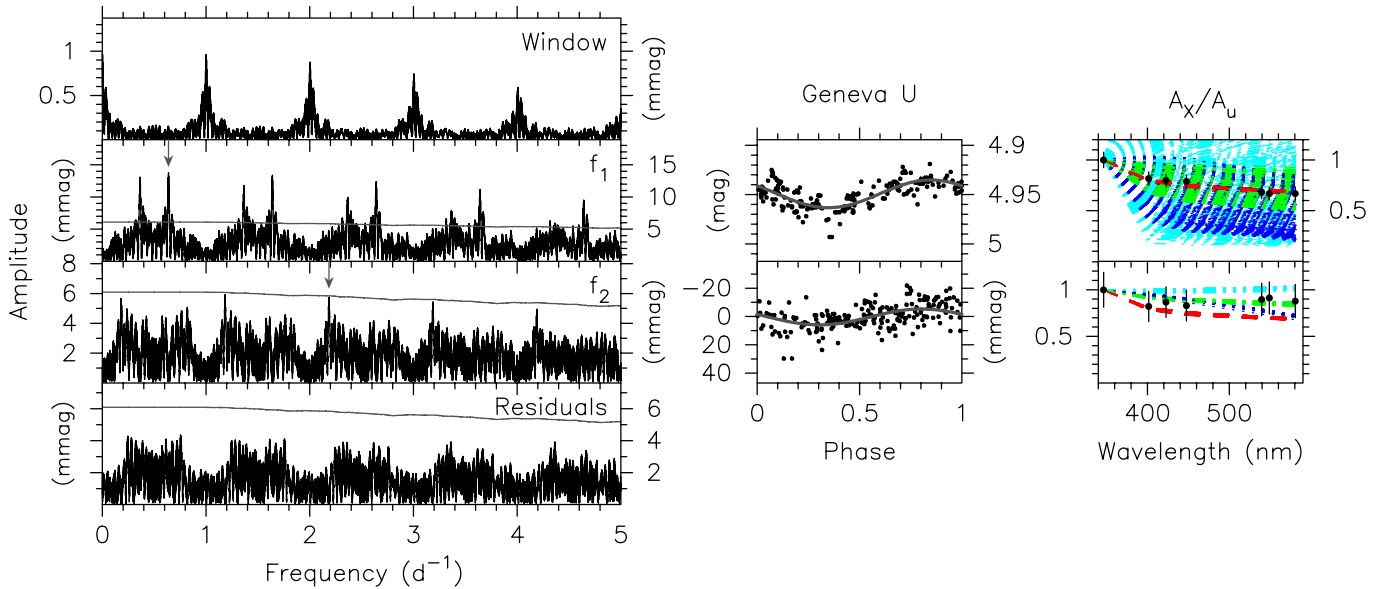 Window
1
0.5
(mmag)
f1
15
10
5
(mmag)
Amplitude
f2
8
6
4
2
(mmag)
Residuals
6
4
2
(mmag)
0 1 2 3 4 5
Frequency (d−1)
Geneva U
4.9
4.95
5
(mag)
−20
0
20
40
(mmag)
0 0.5 1
Phase
AX/Au
1
0.5
1
0.5
400 500
Wavelength (nm)